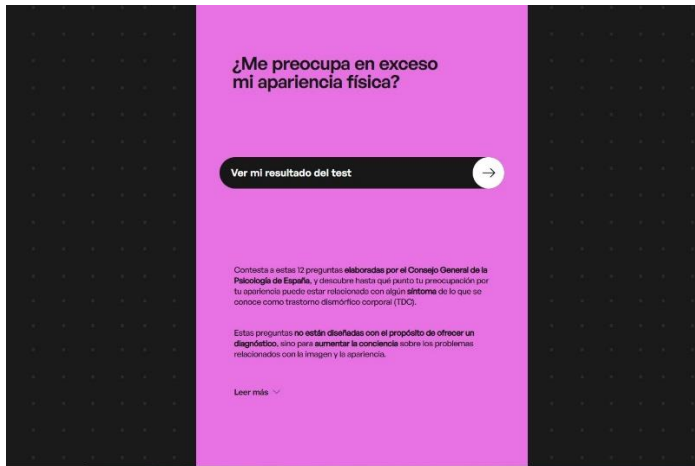 ¿Me preocupa en exceso
mi apariencia física?
Ver mi resultado del test
Contesta a estas 12 preguntas elaboradas por el Consejo General de la
Psicología de España, y descubre hasta qué punto tu preocupación por
tu apariencia puede estar relacionado con algún síntoma de lo que se
conoce como trastorno dismórfico corporal (TDC).
Estas preguntas no están diseñadas con el propósito de ofrecer un
diagnóstico, sino para aumentar la conciencia sobre los problemas
relacionados con la imagen y la apariencia.
Leer más